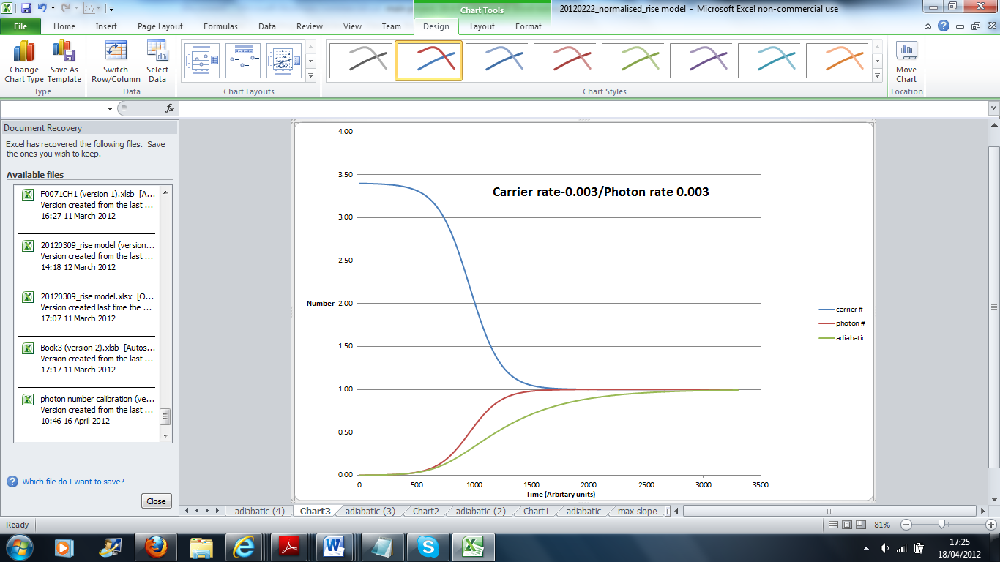 Chart Tools
20120222_normalised_rise model - Microsoft Excel non-commercial use
File Home Insert Page Layout Formulas Data Review View Team Design Layout Format
Change Chart Type
Save As Template
Switch Row/Column
Select Data
Move Chart
Type Data Chart Layouts Chart Styles Location
fx
Document Recovery
Excel has recovered the following files. Save
the ones you wish to keep.
Available files
F0071CH1 (version 1).xlsb [A...
Version created from the last ...
16:27 11 March 2012
20120309_rise model (version...
Version created from the last ...
14:18 12 March 2012
20120309_rise model.xlsx [O...
Version created last time the ...
17:07 11 March 2012
Book3 (version 2).xlsb [Autos...
Version created from the last ...
17:17 11 March 2012
photon number calibration (ve...
Version created from the last ...
10:46 16 April 2012
Which file do I want to save?
Close
Carrier rate-0.003/Photon rate 0.003
4.00
3.50
3.00
2.50
Number 2.00
1.50
1.00
0.50
0.00
0 500 1000 1500 2000 2500 3000 3500
Time (Arbitary units)
carrier #
photon #
adiabatic
adiabatic (4) Chart3 adiabatic (3) Chart2 adiabatic (2) Chart1 adiabatic max slope
Ready
81%
17:25
18/04/2012